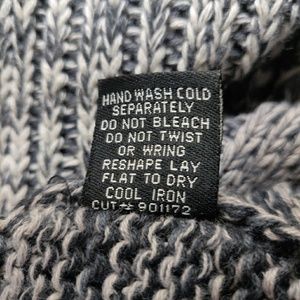 HAND WASH COLD
SEPARATELY
DO NOT BLEACH
DO NOT TWIST
OR WRING
RESHAPE LAY
FLAT TO DRY
COOL IRON
CUT# 901172